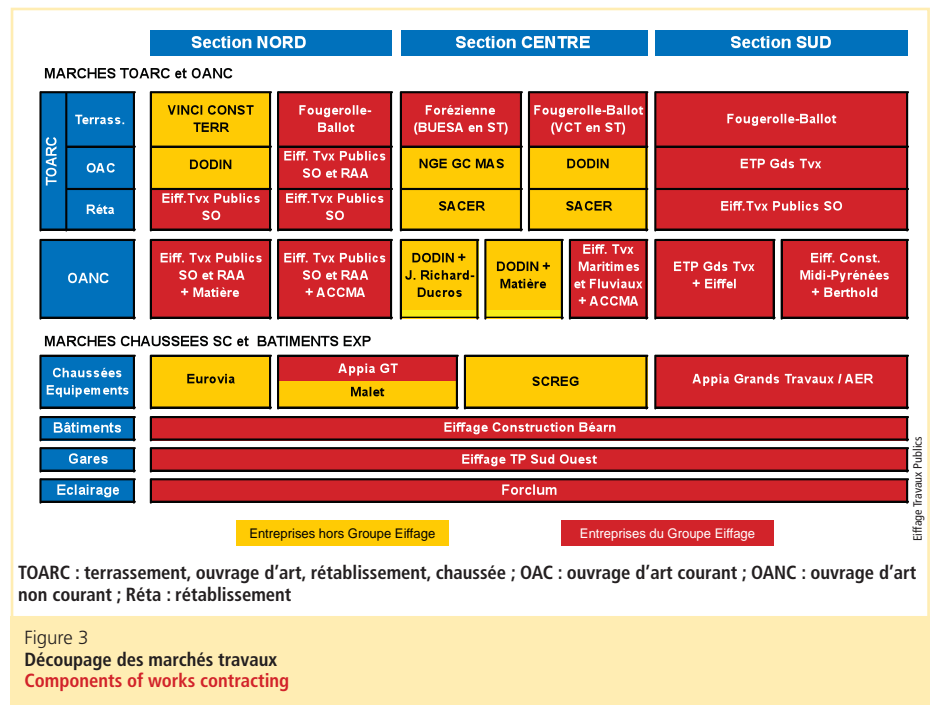 Section NORD
Section CENTRE
Section SUD
MARCHES TOARC et OANC
TOARC
Terrass.
VINCI CONST
TERR
Fougerolle-
Ballot
Forézienne
(BUESA en ST)
Fougerolle-Ballot
(VCT en ST)
Fougerolle-Ballot
OAC
DODIN
Eiff. Tvx Publics
SO et RAA
NGE GC MAS
DODIN
ETP Gds Tvx
Réta
Eiff.Tvx Publics
SO
Eiff.Tvx Publics
SO
SACER
SACER
Eiff.Tvx Publics SO
OANC
Eiff. Tvx Publics
SO et RAA
+ Matière
Eiff. Tvx Publics
SO et RAA
+ ACCMA
DODIN +
J. Richard-
Ducros
DODIN +
Matière
Eiff. Tvx
Maritimes
et Fluviaux
+ ACCMA
ETP Gds Tvx
+ Eiffel
Eiff. Const.
Midi-Pyrénées
+ Berthold
MARCHES CHAUSSEES SC et BATIMENTS EXP
Chaussées
Equipements
Eurovia
Appia GT
Malet
SCREG
Appia Grands Travaux / AER
Bâtiments
Eiffage Construction Béarn
Gares
Eiffage TP Sud Ouest
Eclairage
Forclum
Entreprises hors Groupe Eiffage
Entreprises du Groupe Eiffage
Eiffage Travaux Publics
TOARC : terrassement, ouvrage d'art, rétablissement, chaussée ; OAC : ouvrage d'art courant ; OANC : ouvrage d'art
non courant ; Réta : rétablissement
Figure 3
Découpage des marchés travaux
Components of works contracting